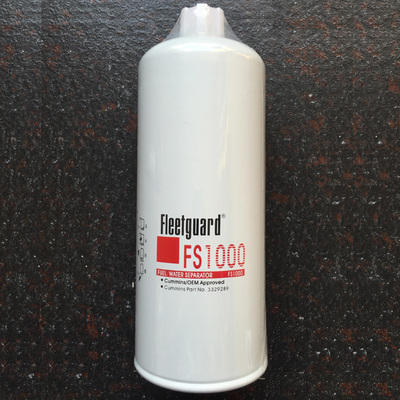 Fleetguard®
FS1000
FUEL WATER SEPARATOR FS1000
• Cummins/OEM Approved
• Cummins Part No. 3329289